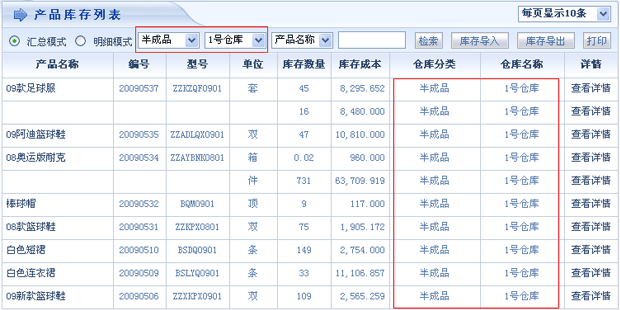 产品库存列表 每页显示10条
汇总模式 明细模式 半成品 1号仓库 产品名称 检索 库存导入 库存导出 打印
产品名称 编号 型号 单位 库存数量 库存成本 仓库分类 仓库名称 详情
09款足球服 20090537 ZZKZQF0901 套 45 8,295.652 半成品 1号仓库 查看详情
16 8,480.000 半成品 1号仓库 查看详情
09阿迪篮球鞋 20090535 ZZADLQX0901 双 47 10,810.000 半成品 1号仓库 查看详情
08奥运版耐克 20090534 ZZAYBNK0801 箱 0.02 960.000 半成品 1号仓库 查看详情
件 731 63,709.919 半成品 1号仓库 查看详情
棒球帽 20090532 BQM0901 顶 9 117.000 半成品 1号仓库 查看详情
08款篮球鞋 20090531 ZZKPX0801 双 75 1,905.172 半成品 1号仓库 查看详情
白色短裙 20090510 BSDQ0901 条 149 2,754.000 半成品 1号仓库 查看详情
白色连衣裙 20090509 BSLYQ0901 条 33 11,106.857 半成品 1号仓库 查看详情
09新款篮球鞋 20090506 ZZXKPX0901 双 109 2,565.259 半成品 1号仓库 查看详情